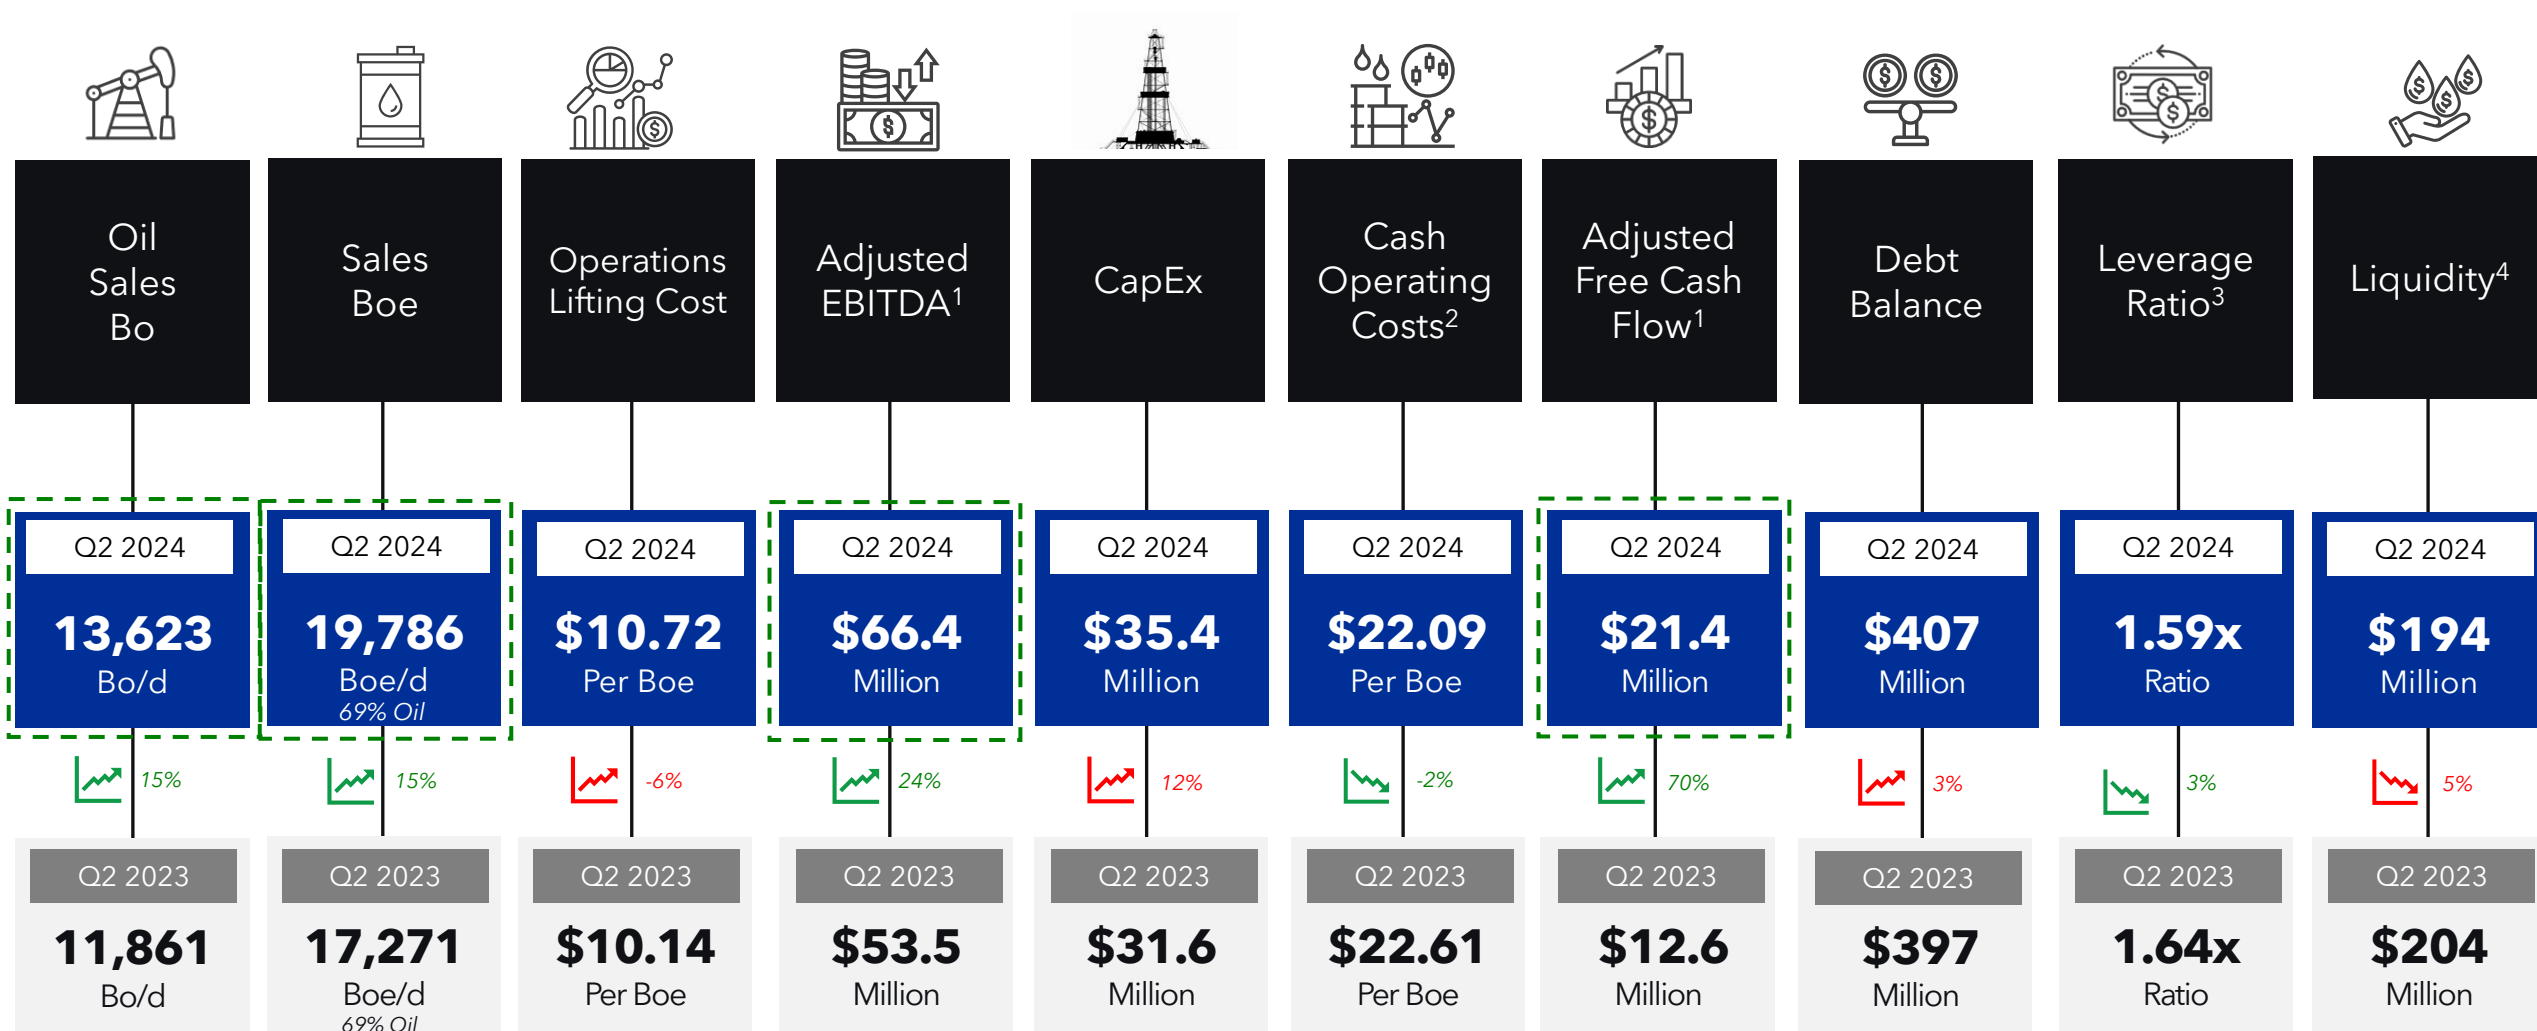 Oil
Sales
Bo
Sales
Boe
Operations
Lifting Cost
Adjusted
EBITDA1
CapEx
Cash
Operating
Costs2
Adjusted
Free Cash
Flow1
Debt
Balance
Leverage
Ratio3
Liquidity4
Q2 2024
13,623
Bo/d
Q2 2024
19,786
Boe/d
69% Oil
Q2 2024
$10.72
Per Boe
Q2 2024
$66.4
Million
Q2 2024
$35.4
Million
Q2 2024
$22.09
Per Boe
Q2 2024
$21.4
Million
Q2 2024
$407
Million
Q2 2024
1.59x
Ratio
Q2 2024
$194
Million
15%
15%
-6%
24%
12%
-2%
70%
3%
3%
5%
Q2 2023
11,861
Bo/d
Q2 2023
17,271
Boe/d
69% Oil
Q2 2023
$10.14
Per Boe
Q2 2023
$53.5
Million
Q2 2023
$31.6
Million
Q2 2023
$22.61
Per Boe
Q2 2023
$12.6
Million
Q2 2023
$397
Million
Q2 2023
1.64x
Ratio
Q2 2023
$204
Million